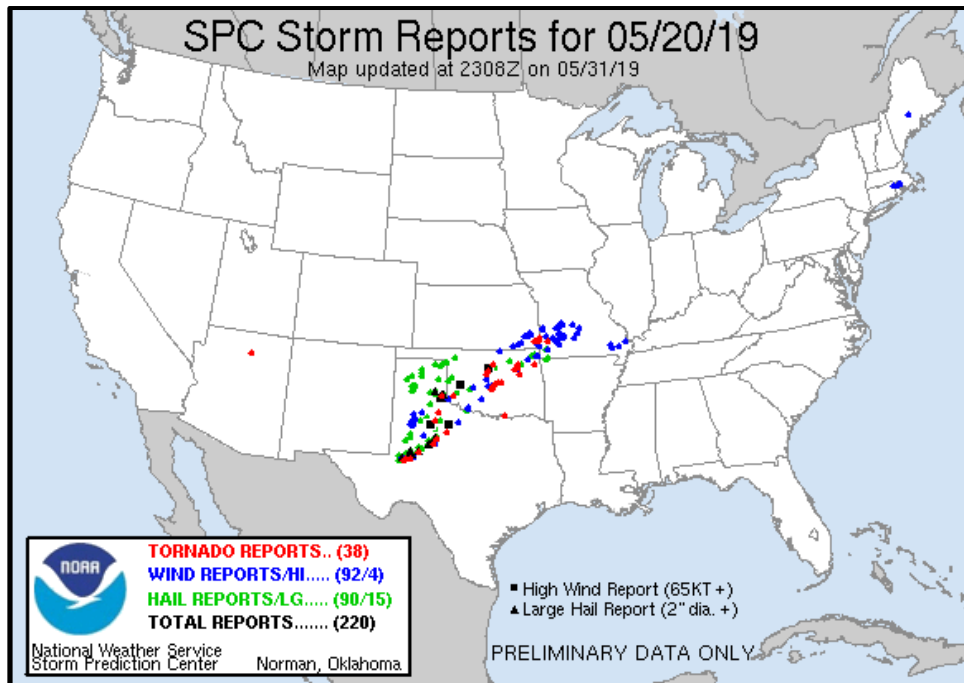 SPC Storm Reports for 05/20/19
Map updated at 2308Z on 05/31/19
NOAA
TORNADO REPORTS.. (38)
WIND REPORTS/HI..... (92/4)
HAIL REPORTS/LG..... (90/15)
TOTAL REPORTS....... (220)
National Weather Service
Storm Prediction Center Norman, Oklahoma
High Wind Report (65KT +)
Large Hail Report (2" dia. +)
PRELIMINARY DATA ONLY